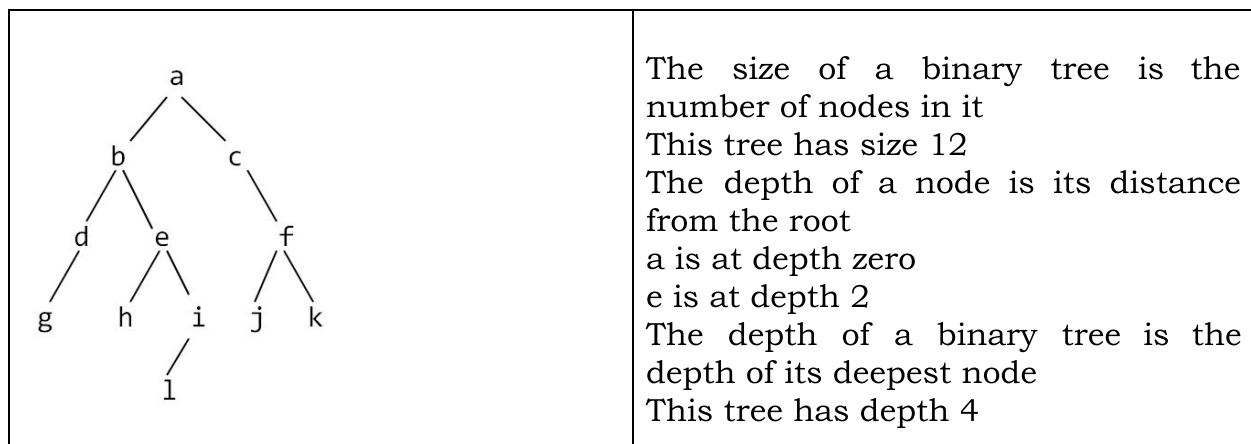 a
b c
d e f
g h i j k
l
The size of a binary tree is the
number of nodes in it
This tree has size 12
The depth of a node is its distance
from the root
a is at depth zero
e is at depth 2
The depth of a binary tree is the
depth of its deepest node
This tree has depth 4